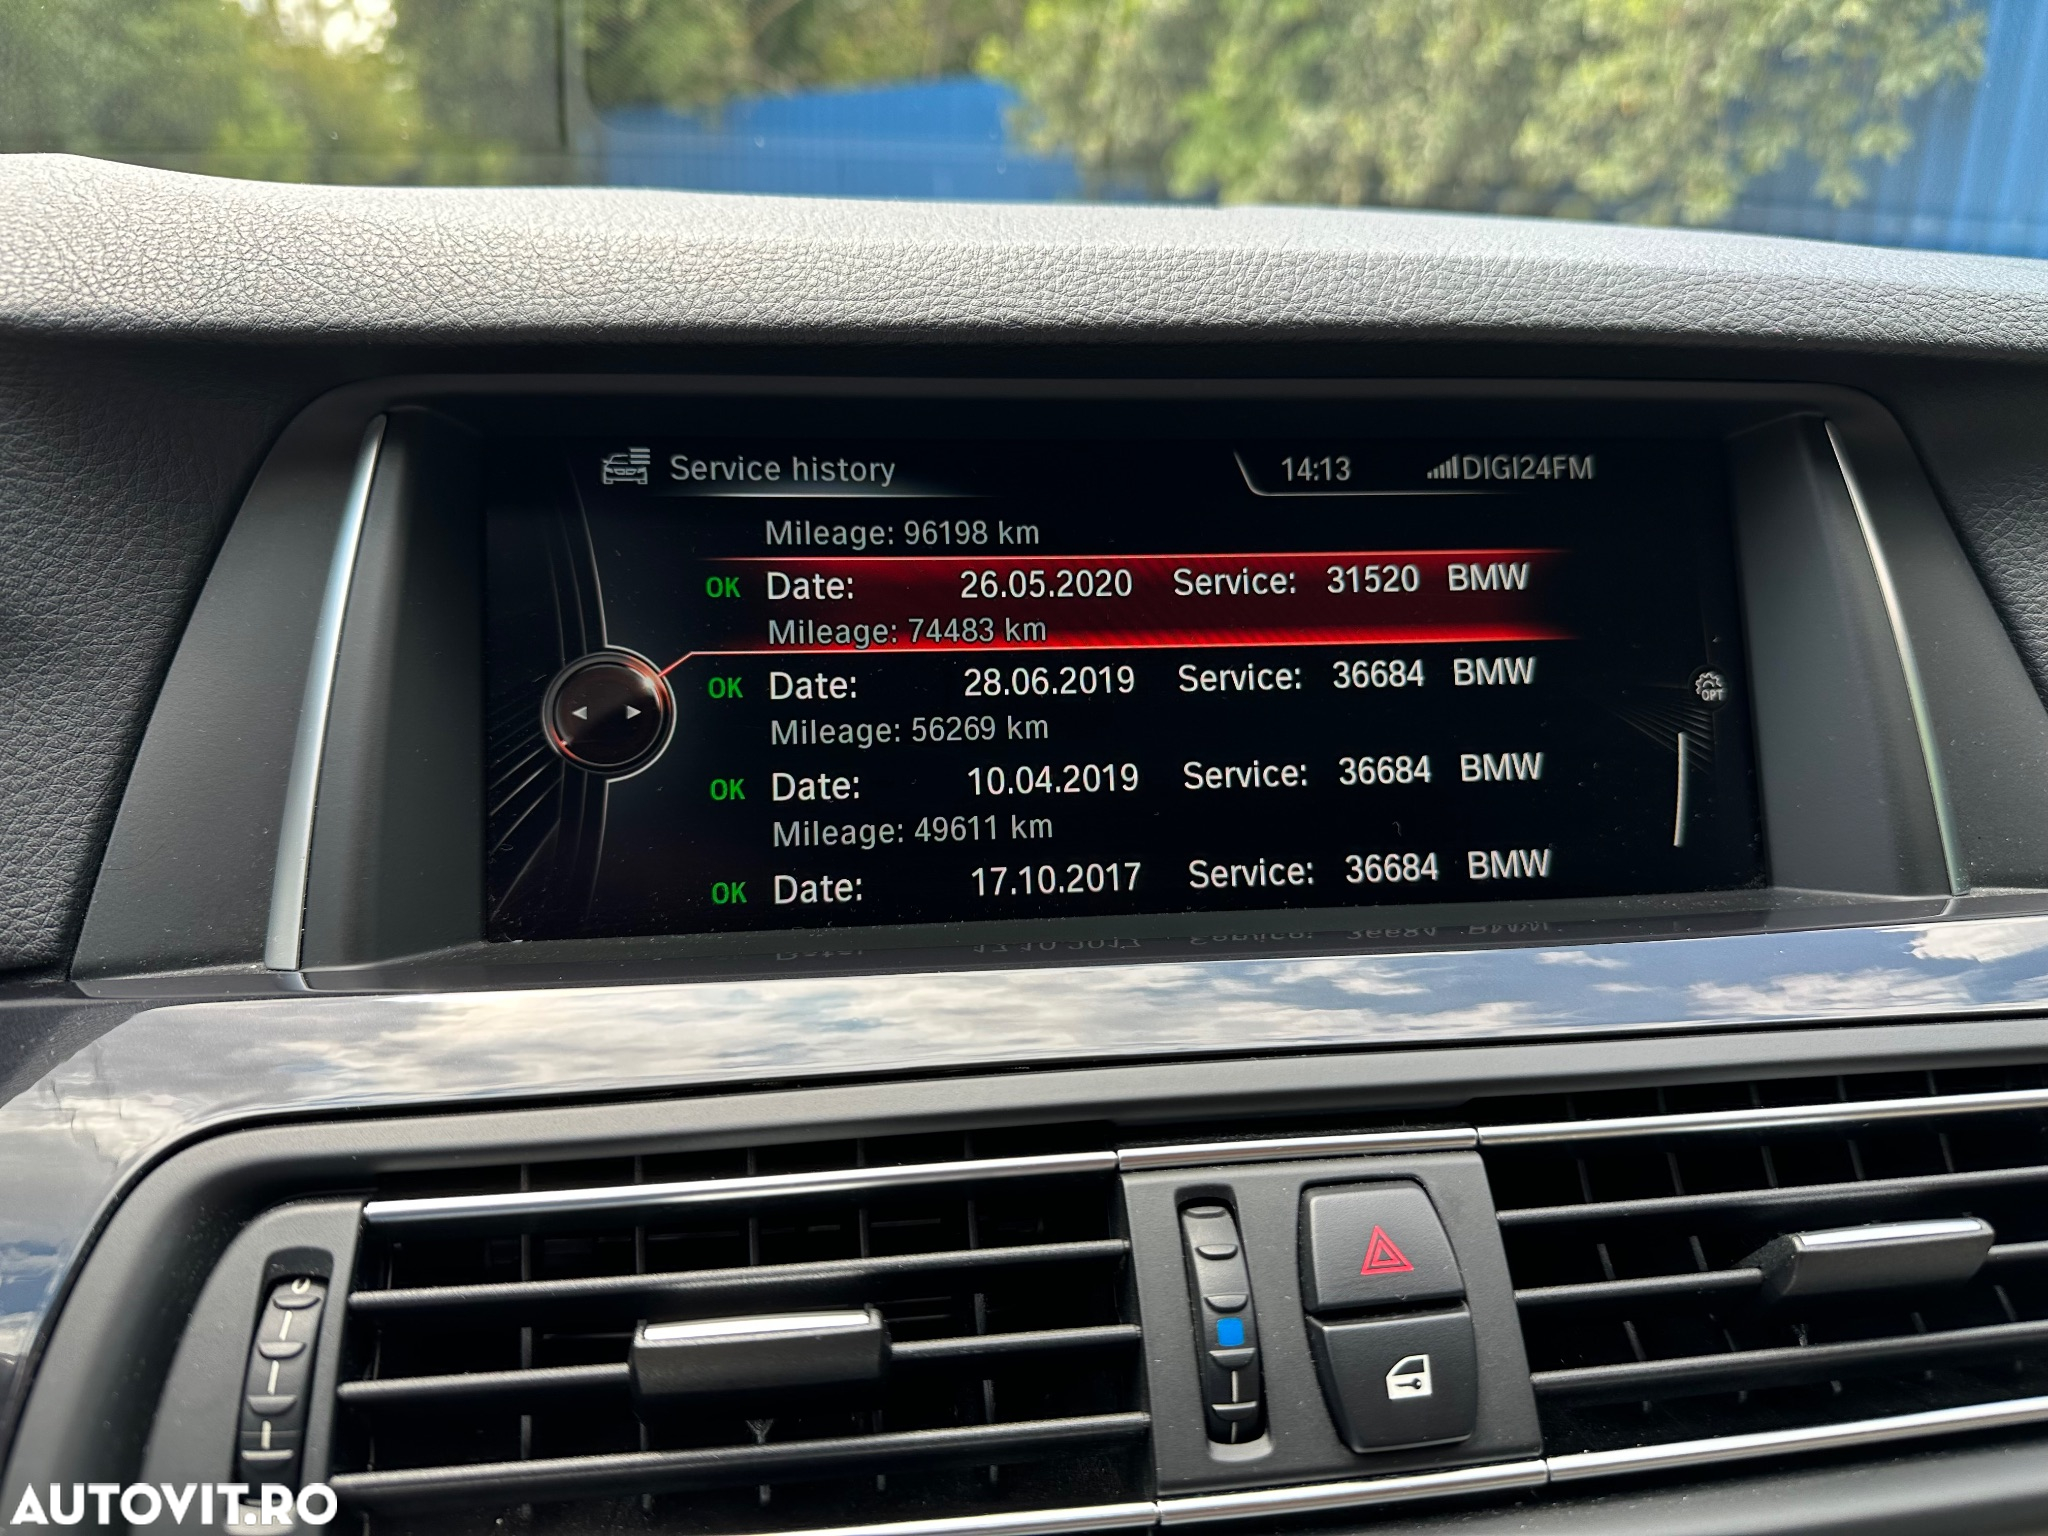 Service history 14:13 DIGI24FM
Mileage: 96198 km
OK Date: 26.05.2020 Service: 31520 BMW
Mileage: 74483 km
OK Date: 28.06.2019 Service: 36684 BMW
Mileage: 56269 km
OPT
OK Date: 10.04.2019 Service: 36684 BMW
Mileage: 49611 km
OK Date: 17.10.2017 Service: 36684 BMW
AUTOVIT.RO